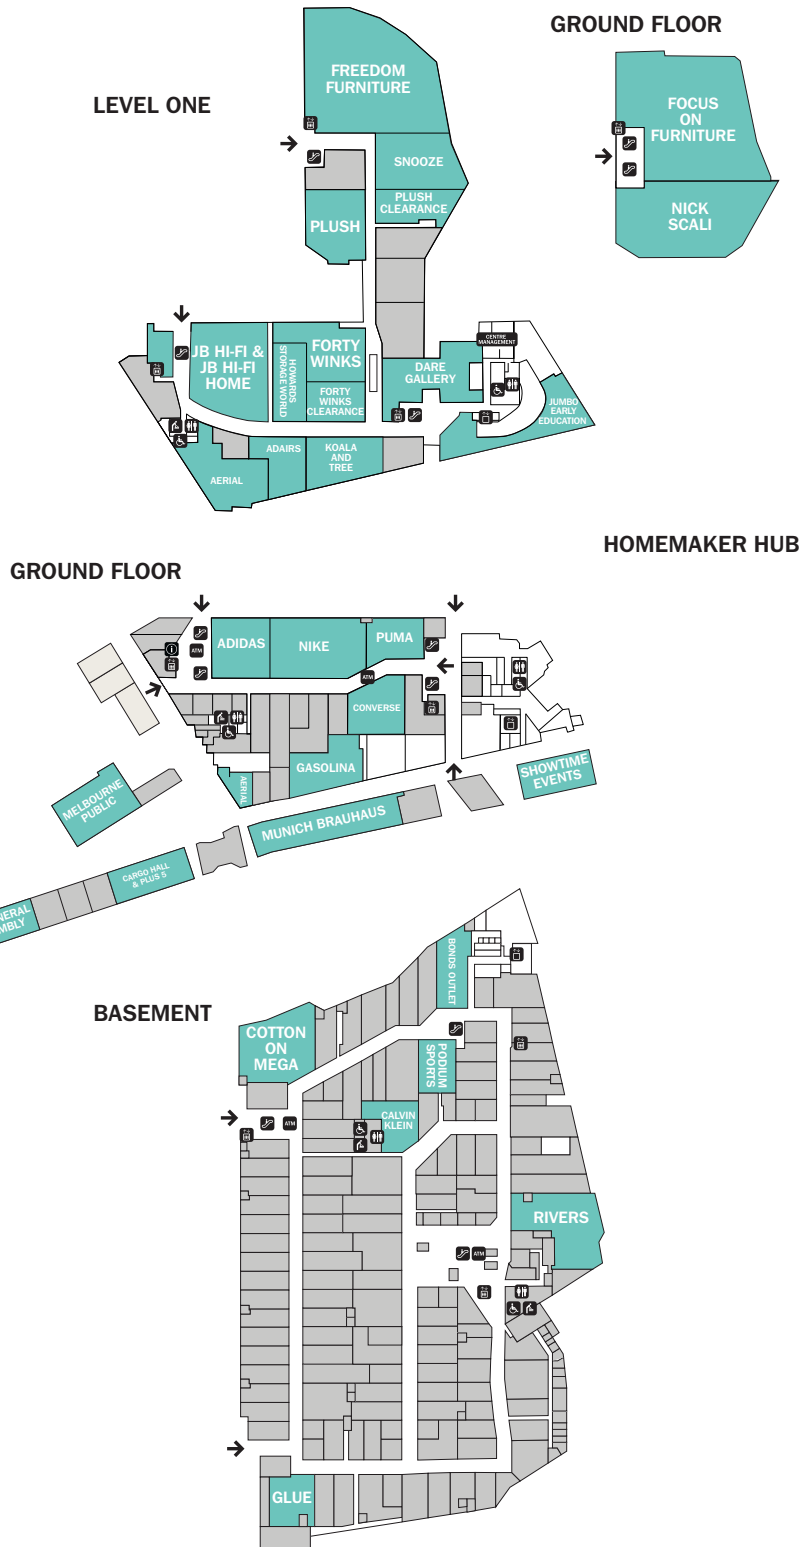 GROUND FLOOR
LEVEL ONE
FREEDOM
FURNITURE
FOCUS
ON
FURNITURE
SNOOZE
PLUSH
CLEARANCE
PLUSH
NICK
SCALI
JB HI-FI &
JB HI-FI
HOME
HOWARDS
STORAGE WORLD
FORTY
WINKS
FORTY
WINKS
CLEARANCE
DARE
GALLERY
CENTRE
MANAGEMENT
JUMBO
EARLY
EDUCATION
AERIAL
ADAIRS
KOALA
AND
TREE
HOMEMAKER HUB
GROUND FLOOR
ADIDAS
NIKE
PUMA
ATM
ATM
CONVERSE
GASOLINA
AERIAL
SHOWTIME
EVENTS
MELBOURNE
PUBLIC
MUNICH BRAUHAUS
CARGO HALL
& PLUS 5
NERAL
MBLY
BASEMENT
BONDS OUTLET
COTTON
ON
MEGA
PODIUM
SPORTS
CALVIN
KLEIN
ATM
RIVERS
ATM
GLUE